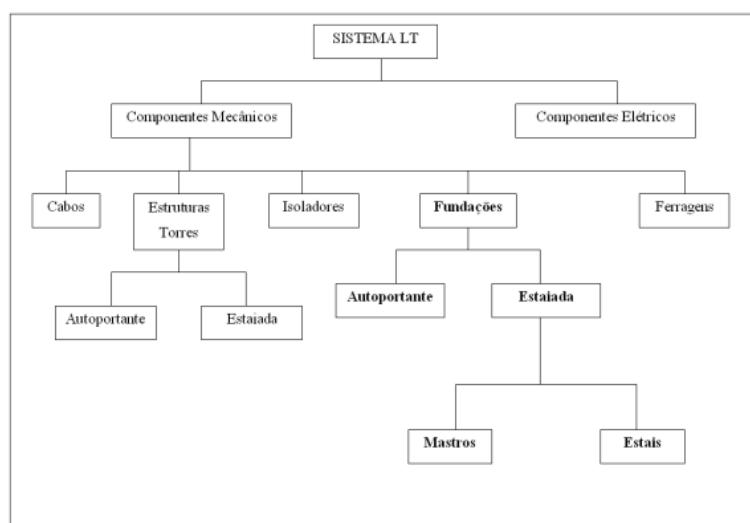 SISTEMA LT
Componentes Mecânicos
Componentes Elétricos
Cabos
Estruturas
Torres
Isoladores
Fundações
Ferragens
Autoportante
Estaiada
Autoportante
Estaiada
Mastros
Estais